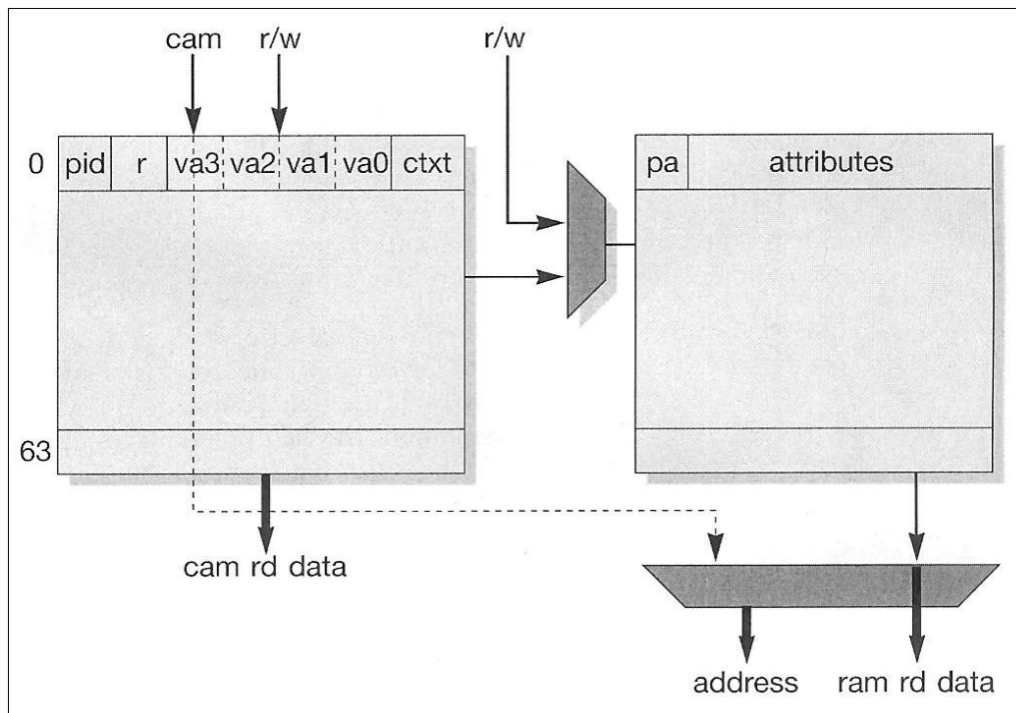 cam r/w r/w
0 pid r va3 va2 va1 va0 ctxt pa attributes
63
cam rd data
address ram rd data